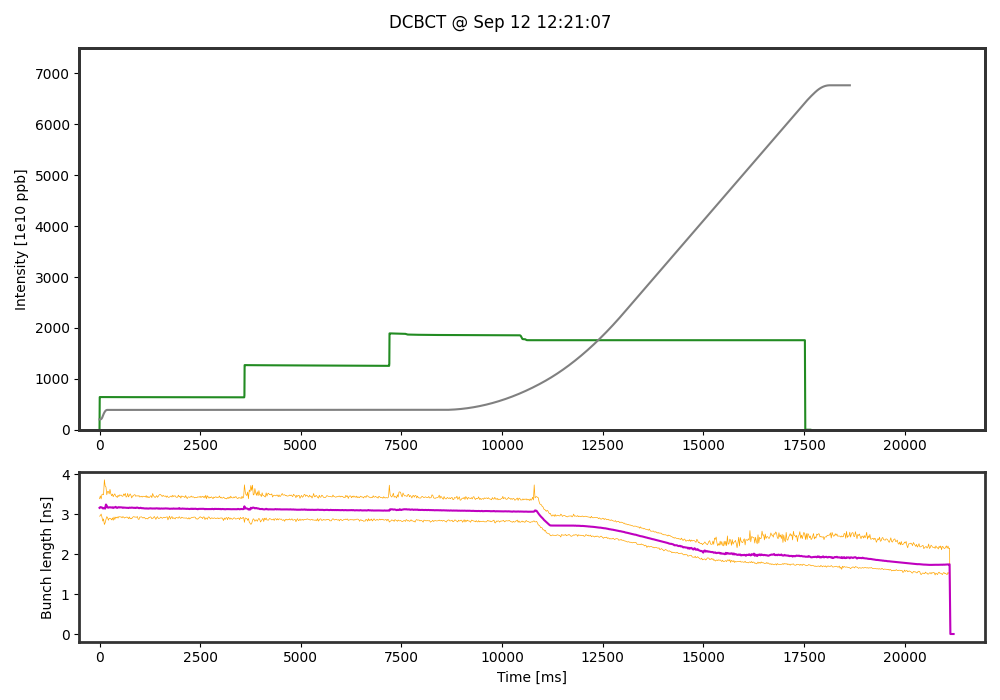 DCBCT @ Sep 12 12:21:07
Intensity [1e10 ppb]
7000
6000
5000
4000
3000
2000
1000
0
0 2500 5000 7500 10000 12500 15000 17500 20000
Bunch length [ns]
4
3
2
1
0
0 2500 5000 7500 10000 12500 15000 17500 20000
Time [ms]